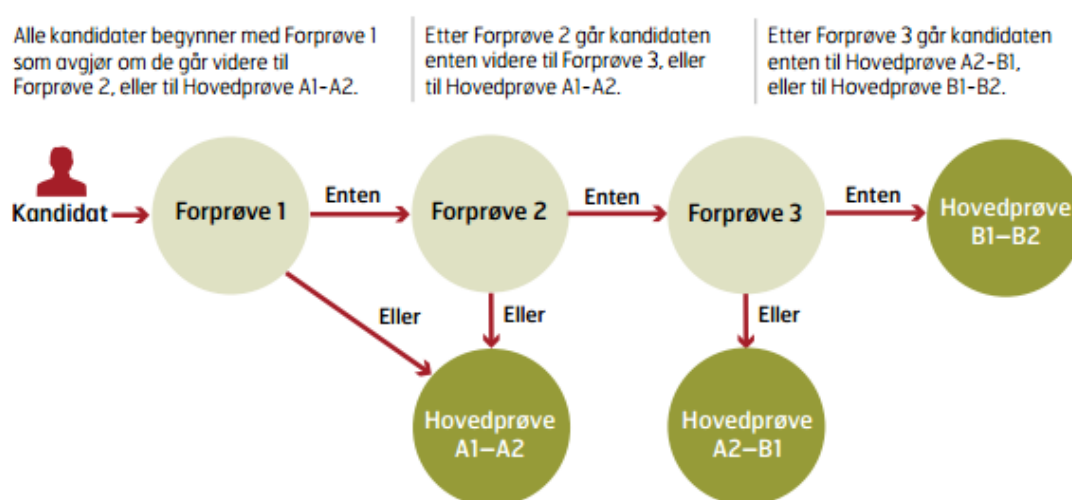 Alle kandidater begynner med Forprøve 1
som avgjør om de går videre til
Forprøve 2, eller til Hovedprøve A1-A2.
Etter Forprøve 2 går kandidaten
enten videre til Forprøve 3, eller
til Hovedprøve A1-A2.
Etter Forprøve 3 går kandidaten
enten til Hovedprøve A2-B1,
eller til Hovedprøve B1-B2.
Kandidat
Forprøve 1
Enten
Forprøve 2
Enten
Forprøve 3
Enten
Hovedprøve
B1–B2
Eller
Eller
Eller
Hovedprøve
A1–A2
Hovedprøve
A2–B1